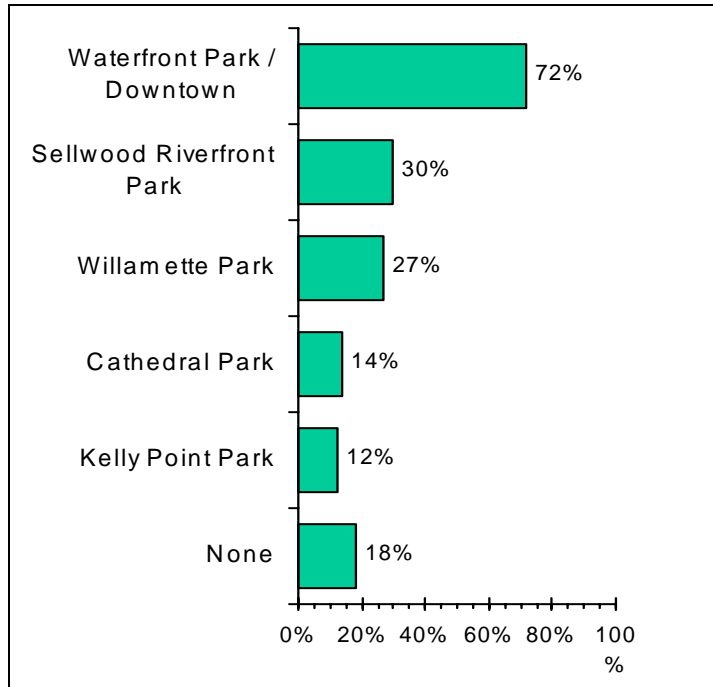 Waterfront Park /
Downtown
72%
Sellwood Riverfront
Park
30%
Willamette Park
27%
Cathedral Park
14%
Kelly Point Park
12%
None
18%
0% 20% 40% 60% 80% 100
%